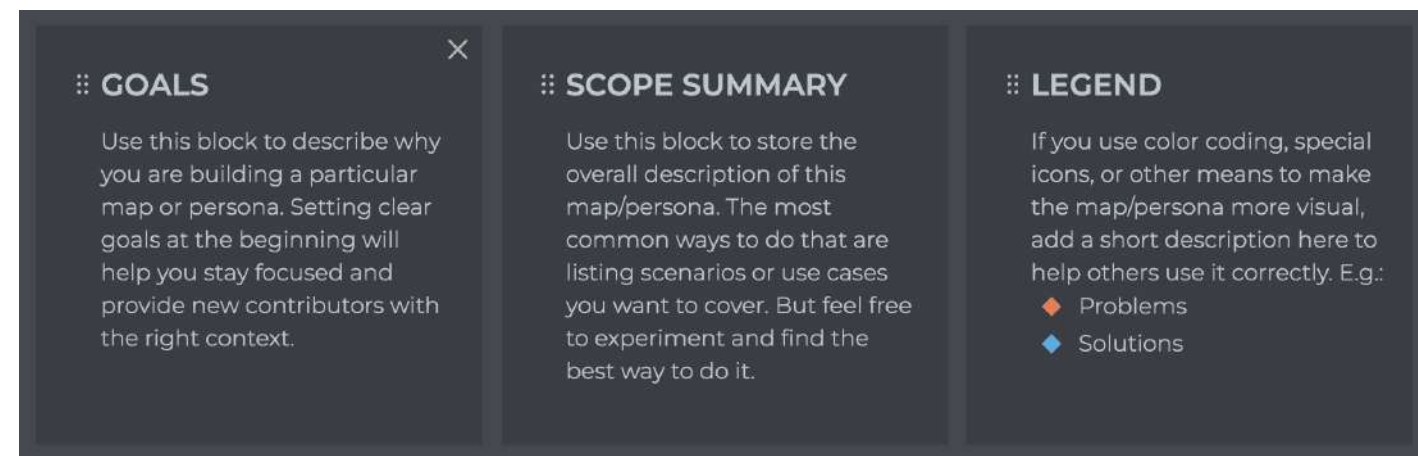 GOALS
Use this block to describe why
you are building a particular
map or persona. Setting clear
goals at the beginning will
help you stay focused and
provide new contributors with
the right context.
SCOPE SUMMARY
Use this block to store the
overall description of this
map/persona. The most
common ways to do that are
listing scenarios or use cases
you want to cover. But feel free
to experiment and find the
best way to do it.
LEGEND
If you use color coding, special
icons, or other means to make
the map/persona more visual,
add a short description here to
help others use it correctly. E.g.:
Problems
Solutions